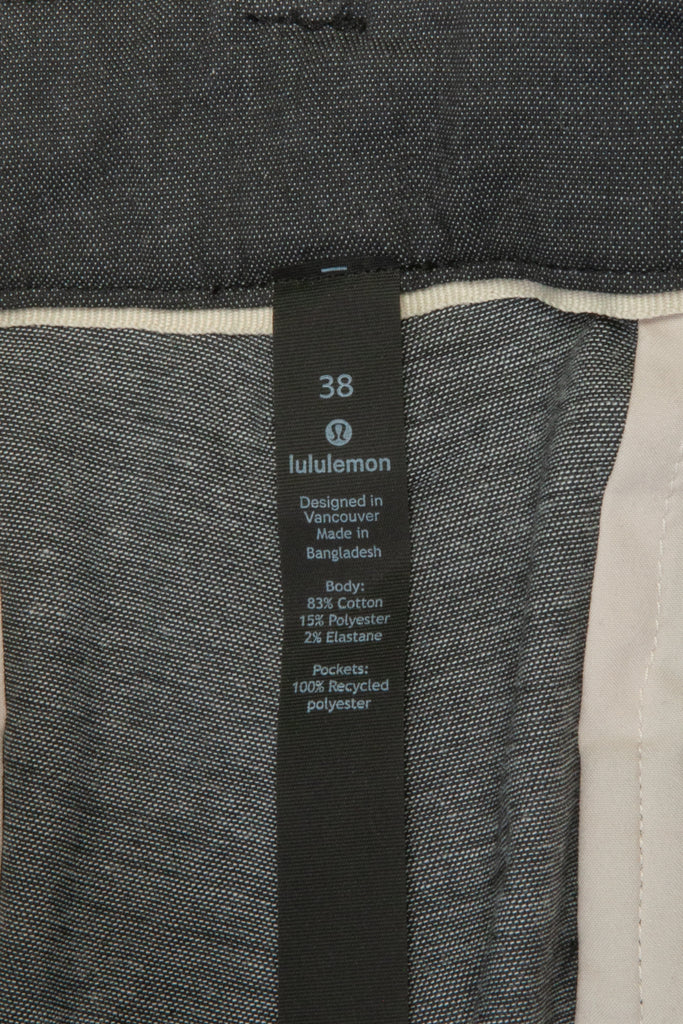 38
lululemon
Designed in
Vancouver
Made in
Bangladesh
Body:
83% Cotton
15% Polyester
2% Elastane
Pockets:
100% Recycled
polyester